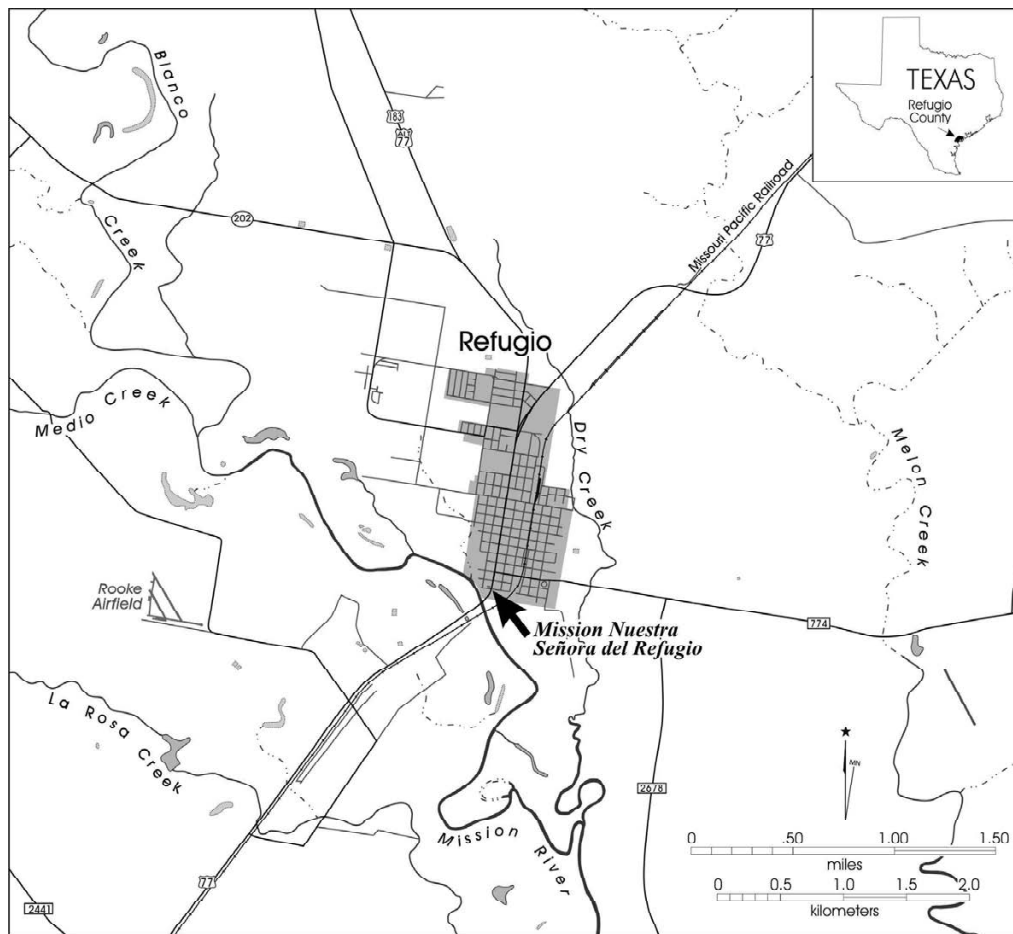 Blanco
Creek
TEXAS
Refugio
County
183
ALT
77
202
Missouri Pacific Railroad
77
Refugio
Medio Creek
Dry Creek
Melon Creek
Rooke
Airfield
Mission Nuestra
Señora del Refugio
774
La Rosa Creek
MN
2678
Mission River
0 .50 1.00 1.50
miles
0 0.5 1.0 1.5 2.0
kilometers
77
2441